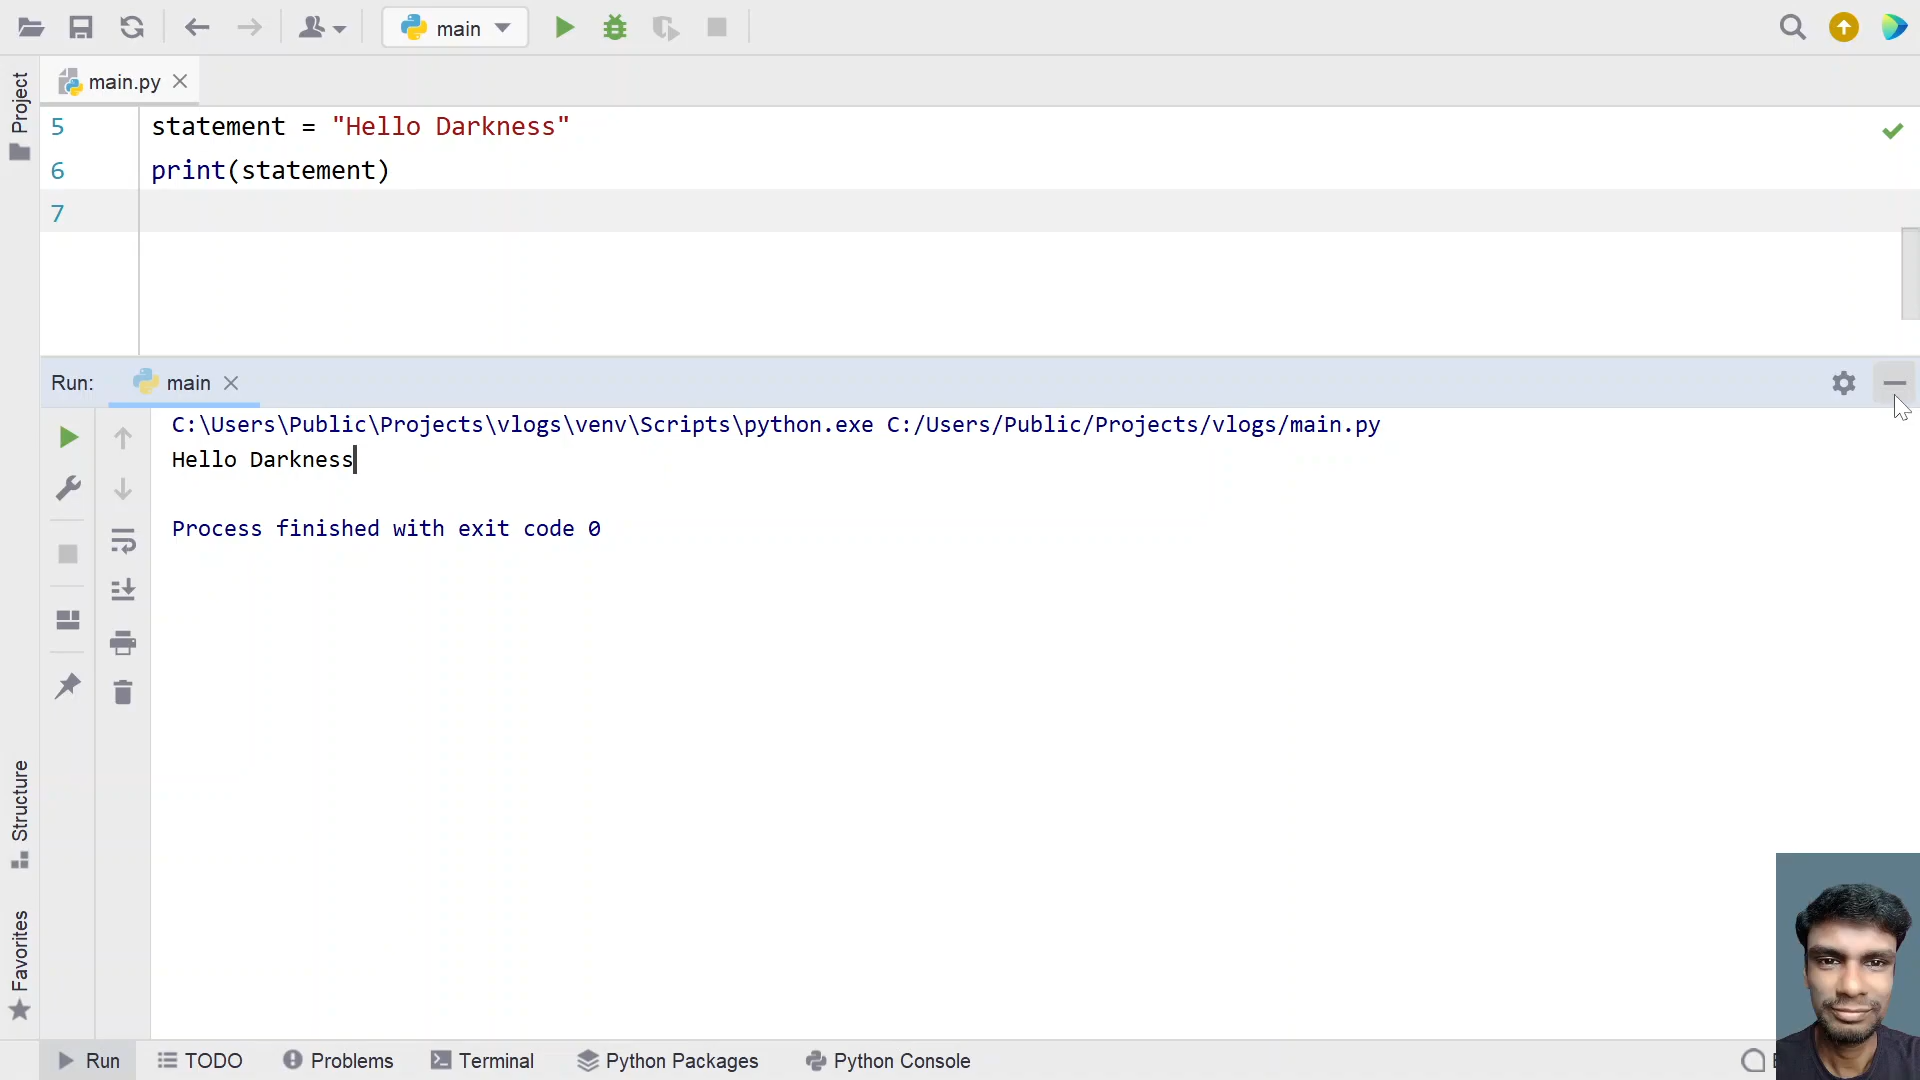 main
Project
main.py
5 statement = "Hello Darkness"
6 print(statement)
7
Run: main
C:\Users\Public\Projects\vlogs\venv\Scripts\python.exe C:/Users/Public/Projects/vlogs/main.py
Hello Darkness
Process finished with exit code 0
Structure
Favorites
Run TODO Problems Terminal Python Packages Python Console